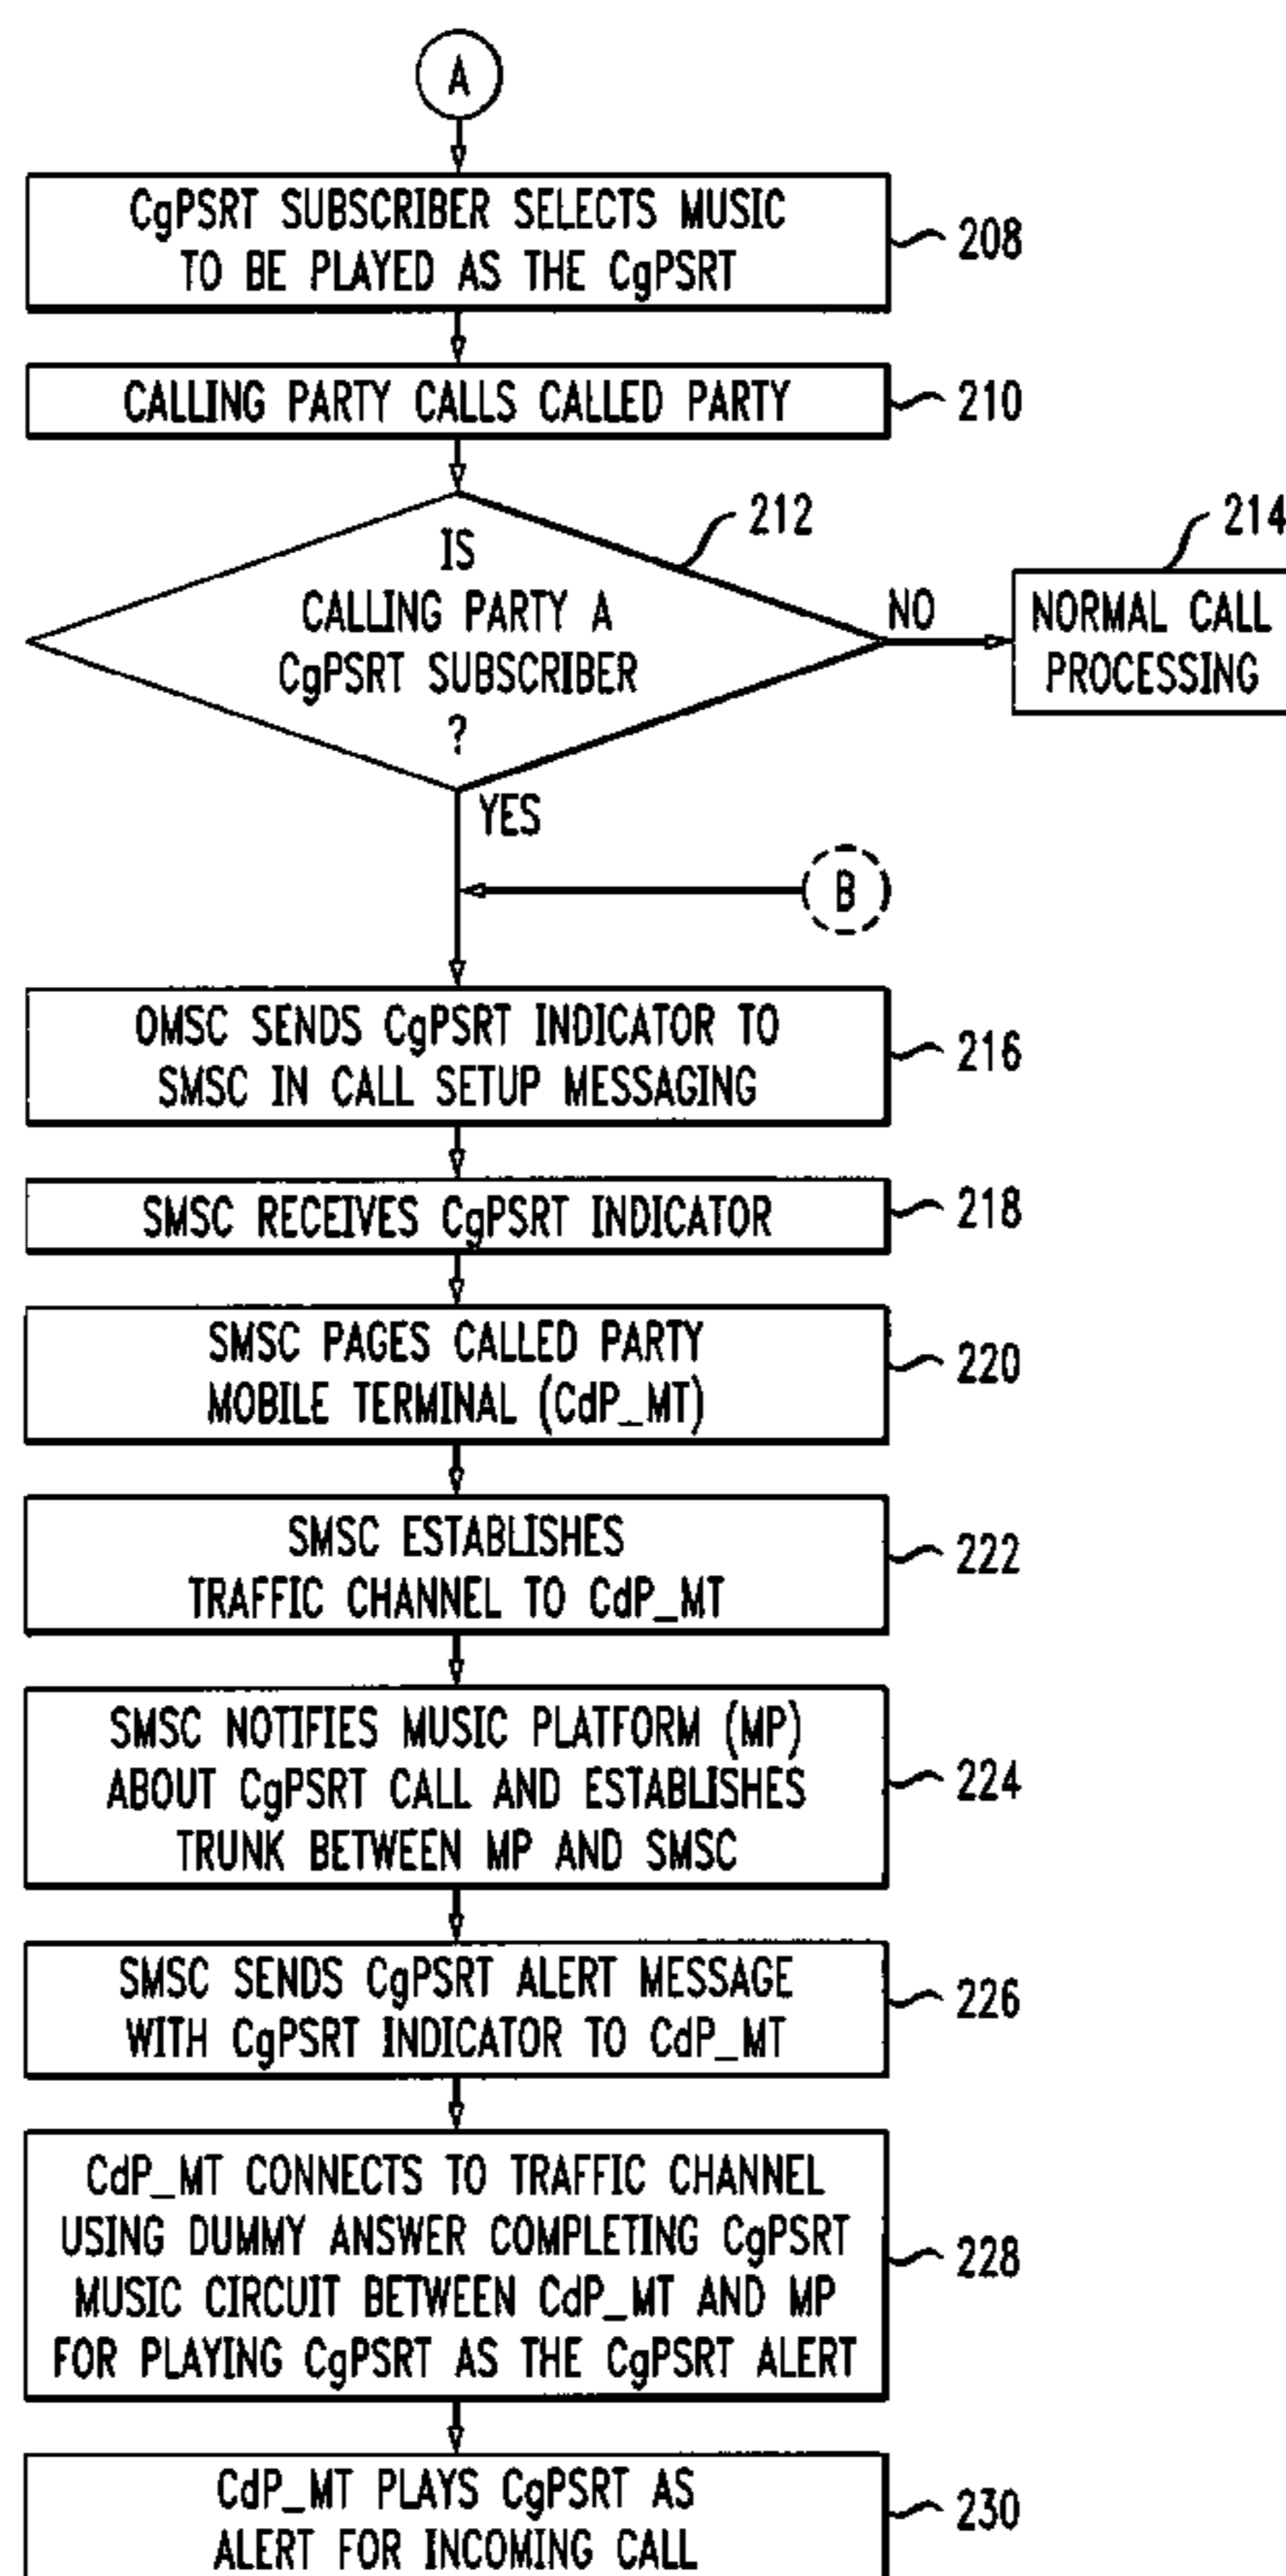 A
CgPSRT SUBSCRIBER SELECTS MUSIC
TO BE PLAYED AS THE CgPSRT
208
CALLING PARTY CALLS CALLED PARTY
210
IS
CALLING PARTY A
CgPSRT SUBSCRIBER
?
212
NO
214
NORMAL CALL
PROCESSING
YES
B
OMSC SENDS CgPSRT INDICATOR TO
SMSC IN CALL SETUP MESSAGING
216
SMSC RECEIVES CgPSRT INDICATOR
218
SMSC PAGES CALLED PARTY
MOBILE TERMINAL (CdP_MT)
220
SMSC ESTABLISHES
TRAFFIC CHANNEL TO CdP_MT
222
SMSC NOTIFIES MUSIC PLATFORM (MP)
ABOUT CgPSRT CALL AND ESTABLISHES
TRUNK BETWEEN MP AND SMSC
224
SMSC SENDS CgPSRT ALERT MESSAGE
WITH CgPSRT INDICATOR TO CdP_MT
226
CdP_MT CONNECTS TO TRAFFIC CHANNEL
USING DUMMY ANSWER COMPLETING CgPSRT
MUSIC CIRCUIT BETWEEN CdP_MT AND MP
FOR PLAYING CgPSRT AS THE CgPSRT ALERT
228
CdP_MT PLAYS CgPSRT AS
ALERT FOR INCOMING CALL
230